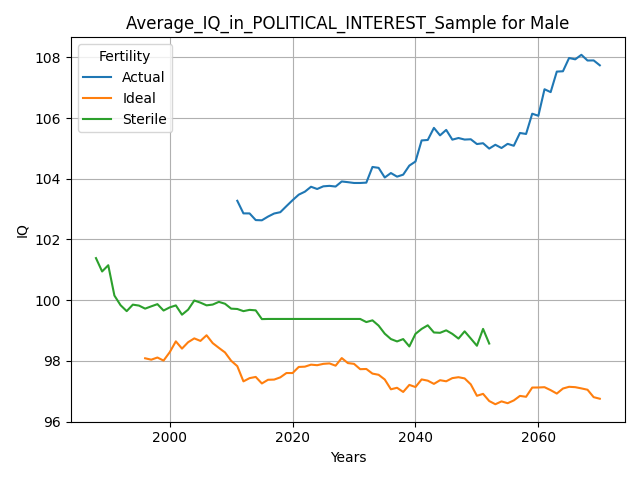 Average_IQ_in_POLITICAL_INTEREST_Sample for Male
Fertility
Actual
Ideal
Sterile
IQ
108
106
104
102
100
98
96
2000
2020
2040
2060
Years